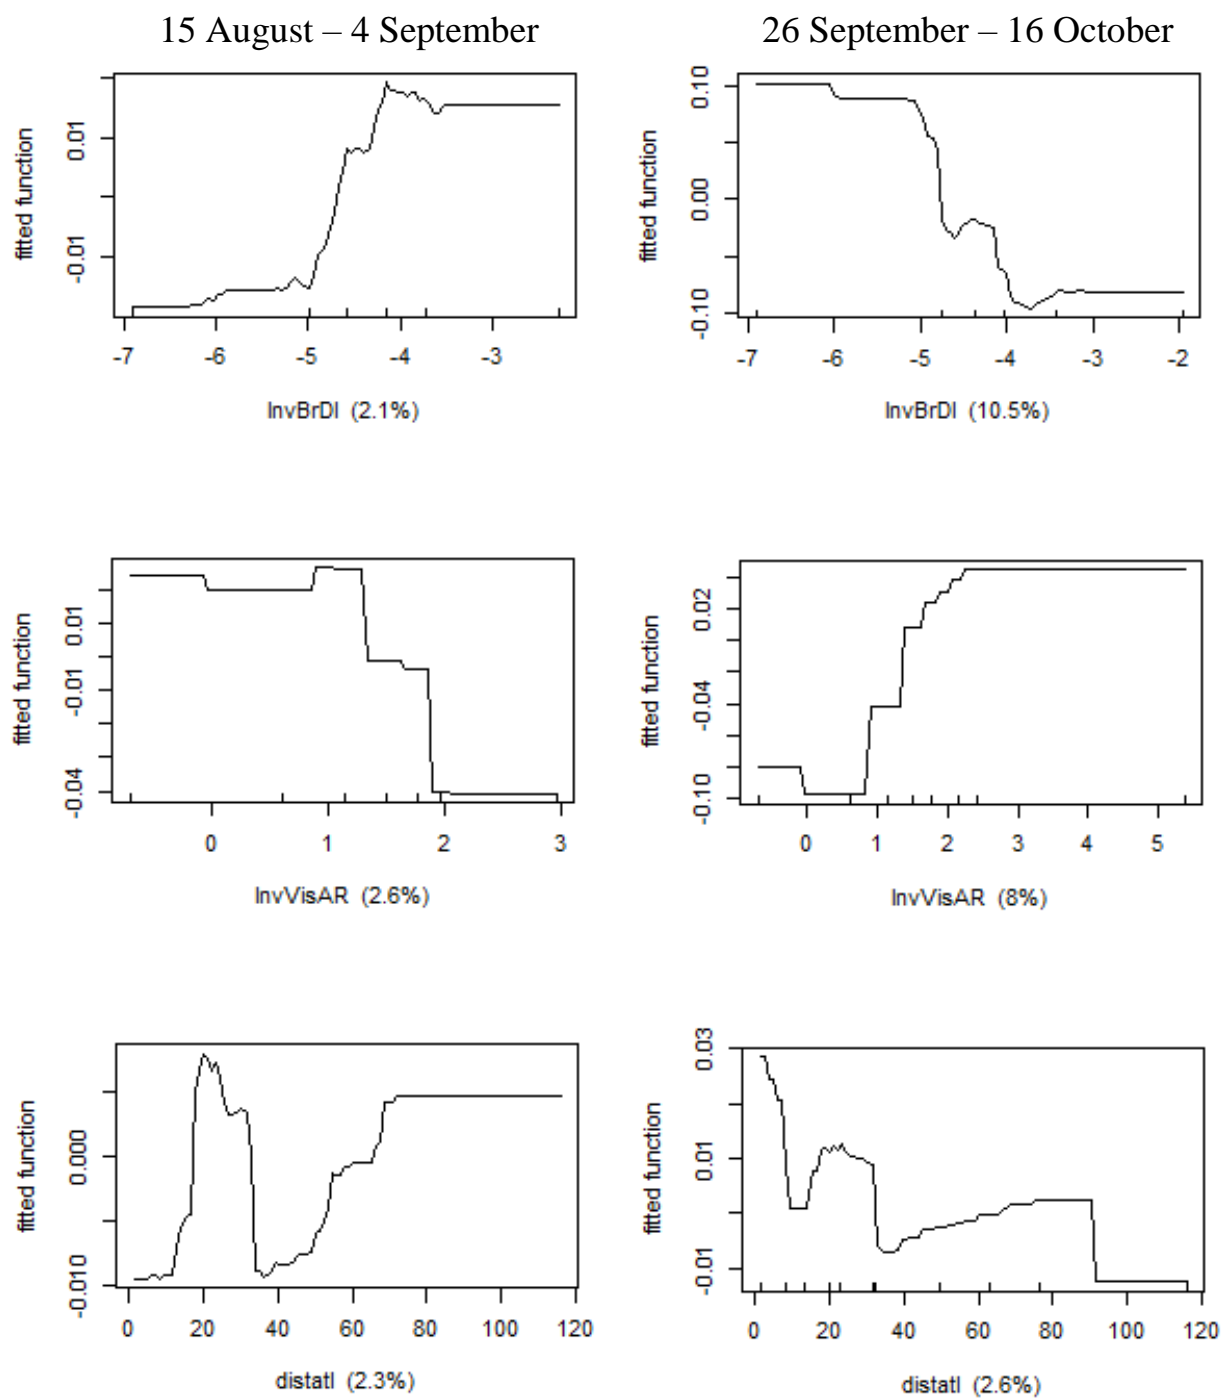 15 August – 4 September
26 September – 16 October
fitted function
0.01
-0.01
-7 -6 -5 -4 -3
InvBrDI (2.1%)
fitted function
0.10
0.00
-0.10
-7 -6 -5 -4 -3 -2
InvBrDI (10.5%)
fitted function
0.01
-0.01
-0.04
0 1 2 3
InvVisAR (2.6%)
fitted function
0.02
-0.04
-0.10
0 1 2 3 4 5
InvVisAR (8%)
fitted function
0.000
-0.010
0 20 40 60 80 100 120
distatl (2.3%)
fitted function
0.03
0.01
-0.01
0 20 40 60 80 100 120
distatl (2.6%)